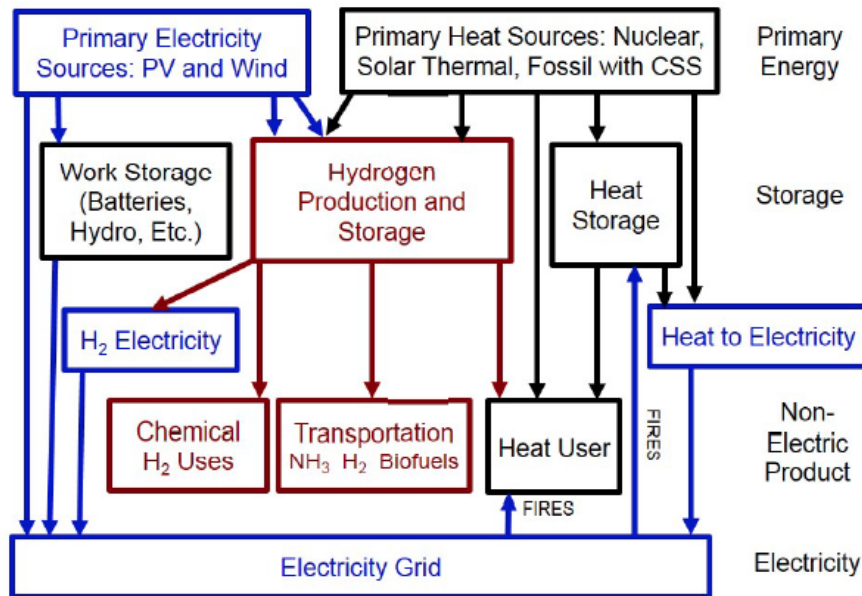 Primary Electricity
Sources: PV and Wind
Primary Heat Sources: Nuclear,
Solar Thermal, Fossil with CSS
Primary
Energy
Work Storage
(Batteries,
Hydro, Etc.)
Hydrogen
Production and
Storage
Heat
Storage
Storage
H₂ Electricity
Heat to Electricity
Chemical
H₂ Uses
Transportation
NH₃ H₂ Biofuels
Heat User
FIRES
Non-
Electric
Product
FIRES
Electricity Grid
Electricity